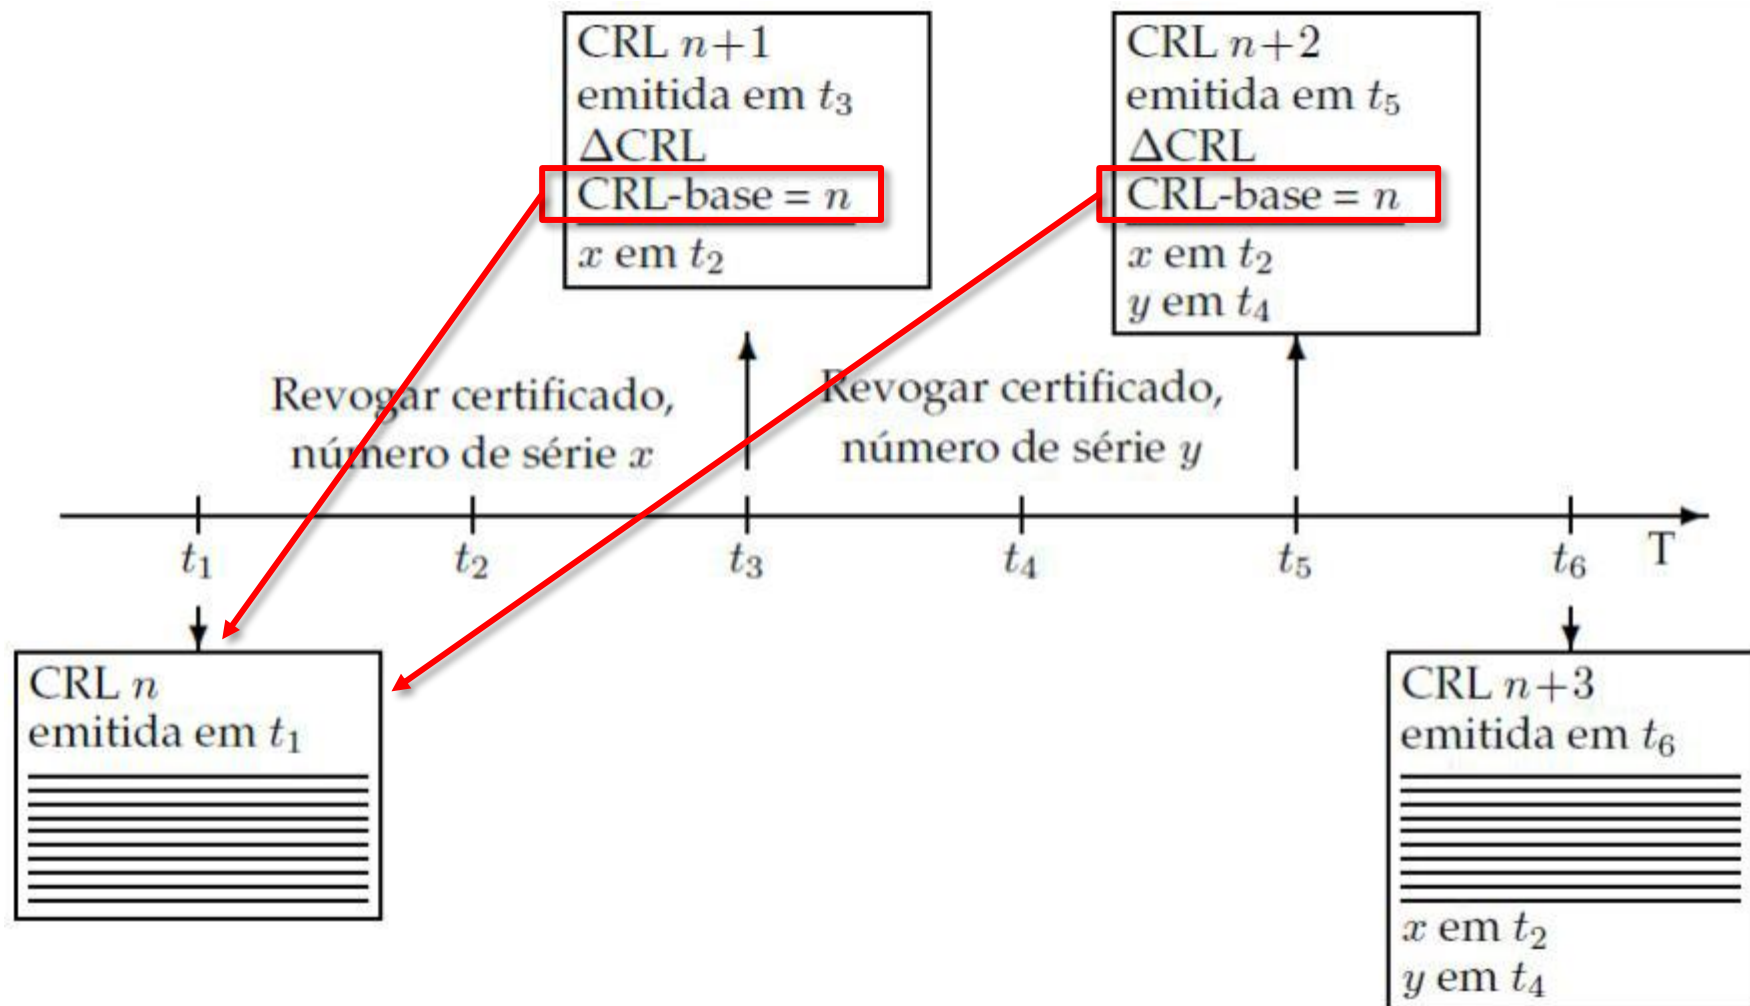 CRL n+1
emitida em t₃
ΔCRL
CRL-base = n
x em t₂
CRL n+2
emitida em t₅
ΔCRL
CRL-base = n
x em t₂
y em t₄
Revogar certificado,
número de série x
Revogar certificado,
número de série y
t₁
t₂
t₃
t₄
t₅
t₆
T
CRL n
emitida em t₁
CRL n+3
emitida em t₆
x em t₂
y em t₄